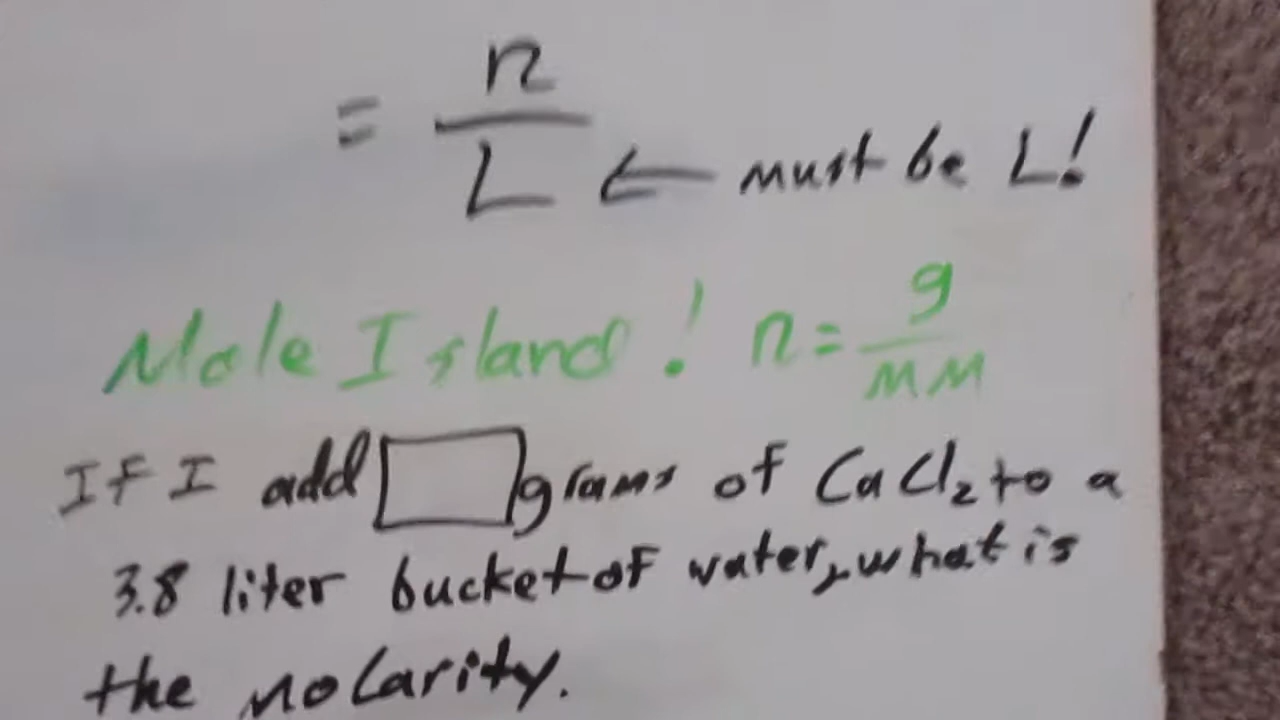 = n
L ← must be L!
Mole Island! n = g
MM
If I add grams of CaCl₂ to a
3.8 liter bucket of water, what is
the molarity.